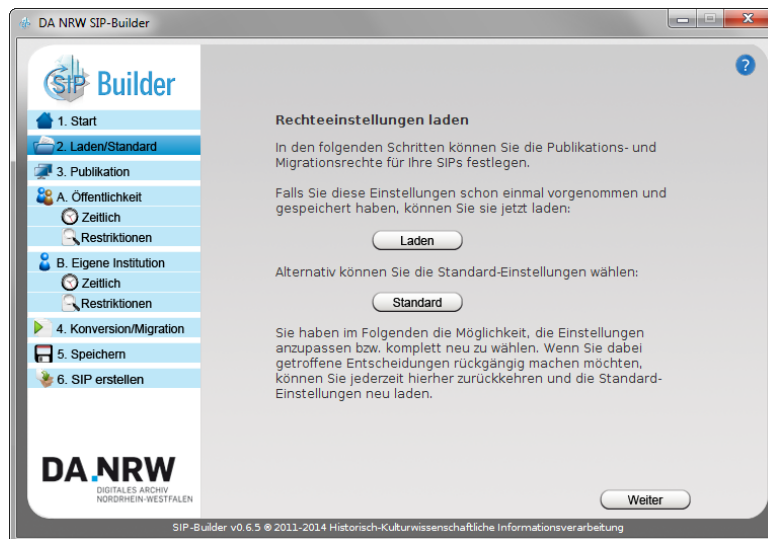 DA NRW SIP-Builder
SIP Builder
1. Start
2. Laden/Standard
3. Publikation
A. Öffentlichkeit
Zeitlich
Restriktionen
B. Eigene Institution
Zeitlich
Restriktionen
4. Konversion/Migration
5. Speichern
6. SIP erstellen
DA.NRW
DIGITALES ARCHIV
NORDRHEIN-WESTFALEN
?
Rechteeinstellungen laden
In den folgenden Schritten können Sie die Publikations- und
Migrationsrechte für Ihre SIPs festlegen.
Falls Sie diese Einstellungen schon einmal vorgenommen und
gespeichert haben, können Sie sie jetzt laden:
Laden
Alternativ können Sie die Standard-Einstellungen wählen:
Standard
Sie haben im Folgenden die Möglichkeit, die Einstellungen
anzupassen bzw. komplett neu zu wählen. Wenn Sie dabei
getroffene Entscheidungen rückgängig machen möchten,
können Sie jederzeit hierher zurückkehren und die Standard-
Einstellungen neu laden.
Weiter
SIP-Builder v0.6.5 © 2011-2014 Historisch-Kulturwissenschaftliche Informationsverarbeitung